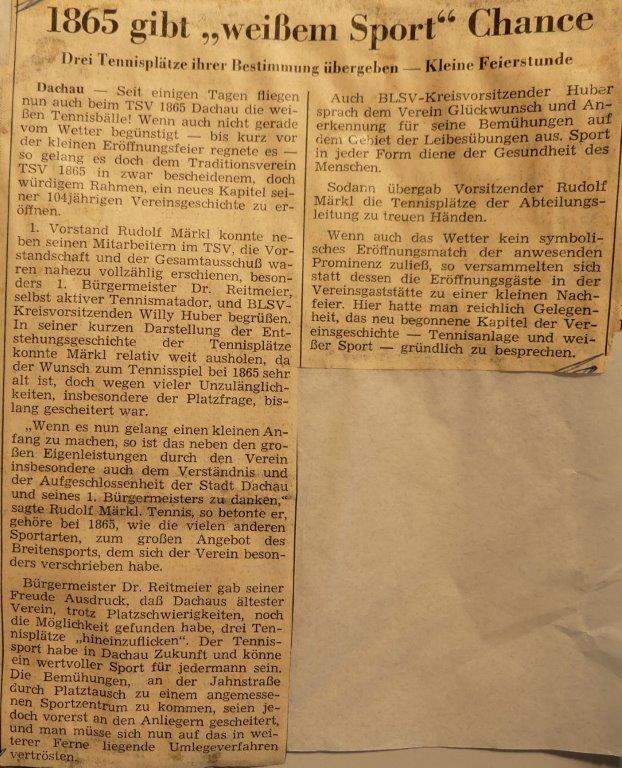 1865 gibt „weißem Sport“ Chance
Drei Tennisplätze ihrer Bestimmung übergeben — Kleine Feierstunde
Dachau — Seit einigen Tagen fliegen
nun auch beim TSV 1865 Dachau die wei-
ßen Tennisbälle! Wenn auch nicht gerade
vom Wetter begünstigt — bis kurz vor
der kleinen Eröffnungsfeier regnete es —
so gelang es doch dem Traditionsverein
TSV 1865 in zwar bescheidenem, doch
würdigem Rahmen, ein neues Kapitel sei-
ner 104jährigen Vereinsgeschichte zu er-
öffnen.
1. Vorstand Rudolf Märkl konnte ne-
ben seinen Mitarbeitern im TSV, die Vor-
standschaft und der Gesamtausschuß wa-
ren nahezu vollzählig erschienen, beson-
ders 1. Bürgermeister Dr. Reitmeier,
selbst aktiver Tennismatador, und BLSV-
Kreisvorsitzenden Willy Huber begrüßen.
In seiner kurzen Darstellung der Ent-
stehungsgeschichte der Tennisplätze
konnte Märkl relativ weit ausholen, da
der Wunsch zum Tennisspiel bei 1865 sehr
alt ist, doch wegen vieler Unzulänglich-
keiten, insbesondere der Platzfrage, bis-
lang gescheitert war.
„Wenn es nun gelang einen kleinen An-
fang zu machen, so ist das neben den gro-
ßen Eigenleistungen durch den Verein
insbesondere auch dem Verständnis und
der Aufgeschlossenheit der Stadt Dachau
und seines 1. Bürgermeisters zu danken,“
sagte Rudolf Märkl. Tennis, so betonte er,
gehöre bei 1865, wie die vielen anderen
Sportarten, zum großen Angebot des
Breitensports, dem sich der Verein beson-
ders verschrieben habe.
Bürgermeister Dr. Reitmeier gab seiner
Freude Ausdruck, daß Dachaus ältester
Verein, trotz Platzschwierigkeiten, noch
die Möglichkeit gefunden habe, drei Ten-
nisplätze „hineinzuflicken“. Der Tennis-
sport habe in Dachau Zukunft und könne
ein wertvoller Sport für jedermann sein.
Die Bemühungen, an der Jahnstraße
durch Platztausch zu einem angemesse-
nen Sportzentrum zu kommen, seien je-
doch vorerst an den Anliegern gescheitert,
und man müsse sich nun auf das in wei-
terer Ferne liegende Umlegeverfahren
vertrösten.
Auch BLSV-Kreisvorsitzender Huber
sprach dem Verein Glückwunsch und An-
erkennung für seine Bemühungen auf
dem Gebiet der Leibesübungen aus. Sport
in jeder Form diene der Gesundheit des
Menschen.
Sodann übergab Vorsitzender Rudolf
Märkl die Tennisplätze der Abteilungs-
leitung zu treuen Händen.
Wenn auch das Wetter kein symboli-
sches Eröffnungsmatch der anwesenden
Prominenz zuließ, so versammelten sich
statt dessen die Eröffnungsgäste in der
Vereinsgaststätte zu einer kleinen Nach-
feier. Hier hatte man reichlich Gelegen-
heit, das neu begonnene Kapitel der Ver-
einsgeschichte — Tennisanlage und wei-
ßer Sport — gründlich zu besprechen.